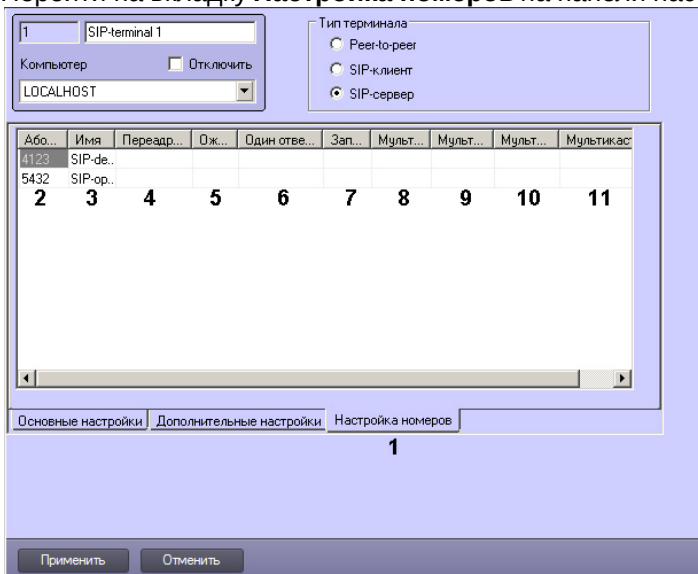 Перейти на вкладку Настройка номеров на панели нас
1 SIP-terminal 1 Тип терминала
Peer-to-peer
Компьютер Отключить SIP-клиент
LOCALHOST SIP-сервер
Або... Имя Переадр... Ож... Один отве... Зап... Мульт... Мульт... Мульт... Мультикаст
4123 SIP-de..
5432 SIP-op..
2 3 4 5 6 7 8 9 10 11
Основные настройки Дополнительные настройки Настройка номеров
1
Применить Отменить